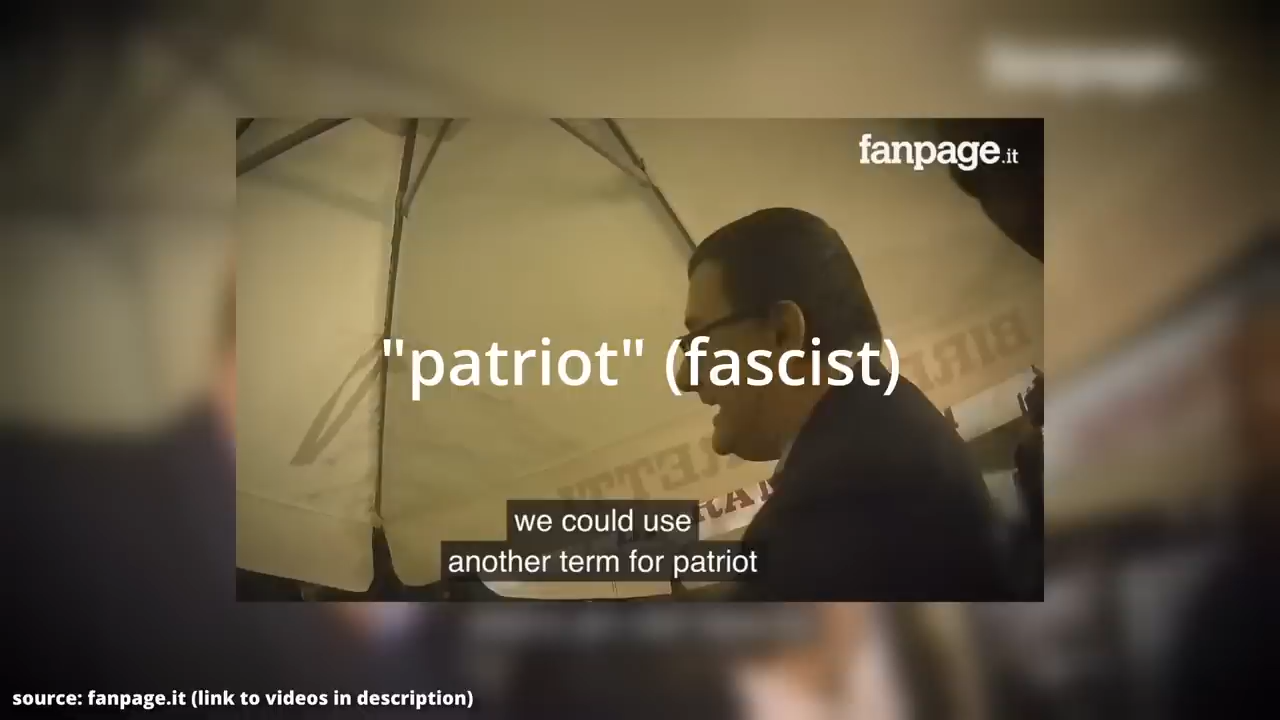 fanpage.it
"patriot" (fascist)
we could use
another term for patriot
source: fanpage.it (link to videos in description)